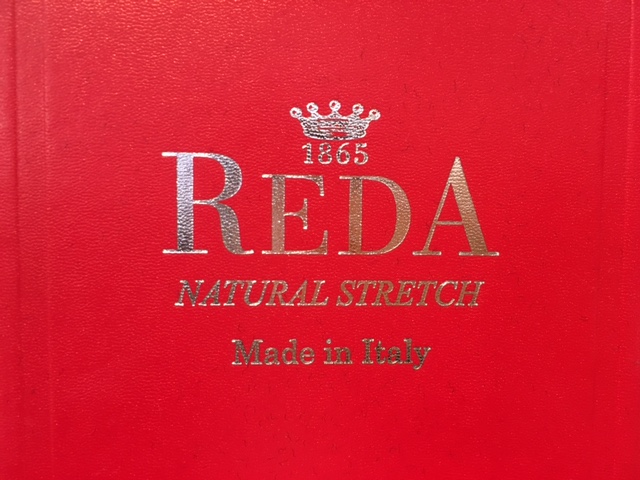 1865
REDA
NATURAL STRETCH
Made in Italy